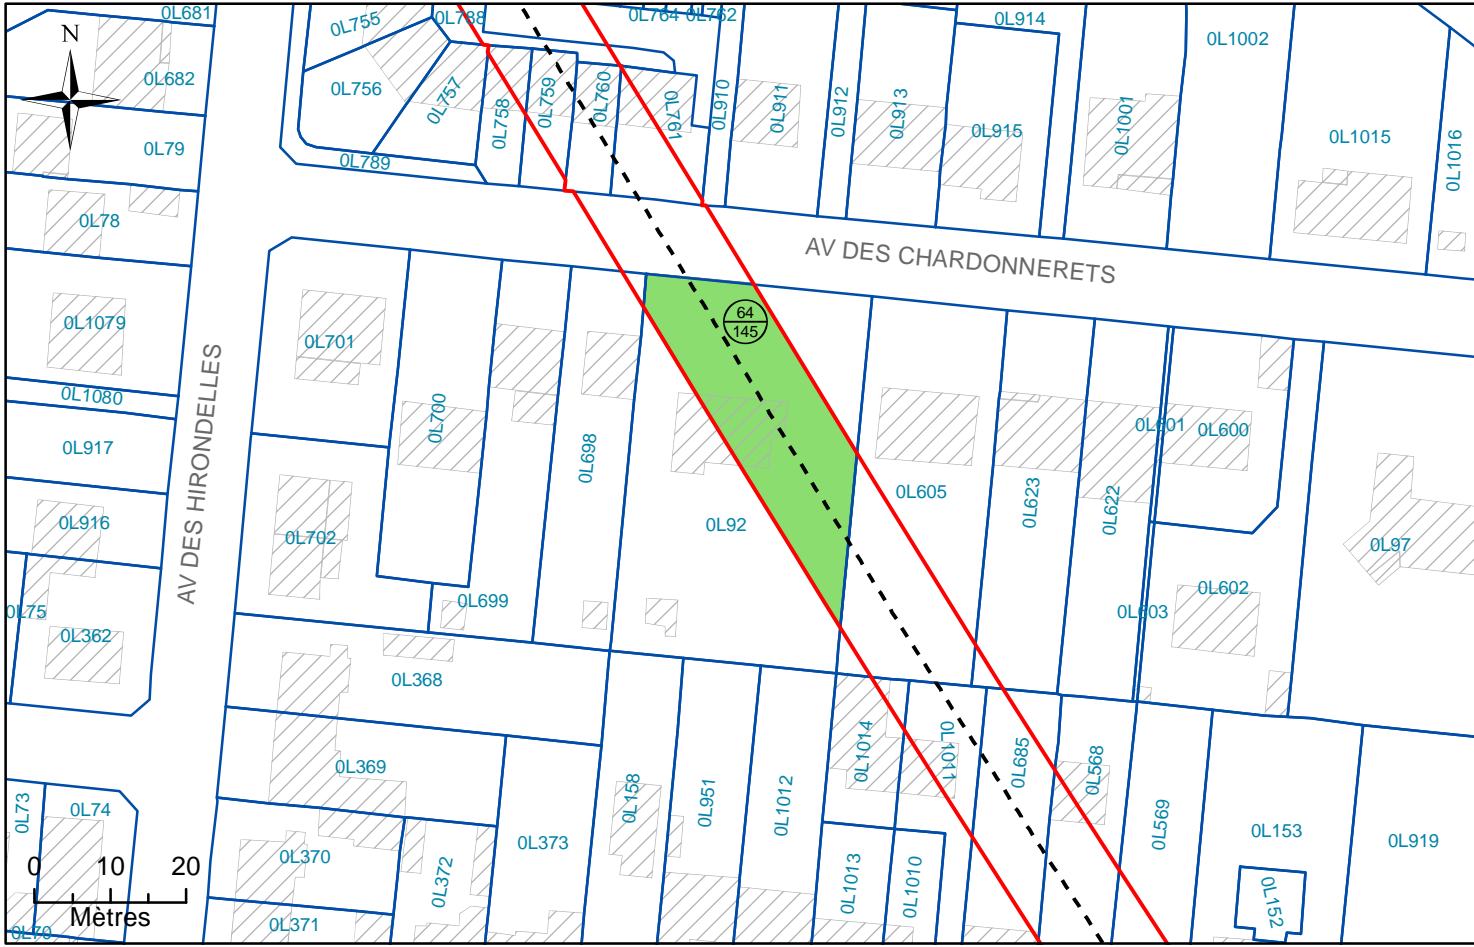 0L681
0L755
0L788
0L764
0L762
0L914
0L1002
N
0L682
0L756
0L757
0L758
0L759
0L760
0L761
0L910
0L911
0L912
0L913
0L915
0L1001
0L1015
0L1016
0L79
0L789
0L78
AV DES CHARDONNERETS
0L1079
0L701
64
145
0L1080
AV DES HIRONDELLES
0L700
0L698
0L917
0L601
0L600
0L916
0L702
0L92
0L605
0L623
0L622
0L97
0L75
0L362
0L699
0L603
0L602
0L368
0L369
0L158
0L951
0L1012
0L1014
0L1011
0L685
0L568
0L569
0L153
0L919
0L73
0L74
0L370
0L372
0L373
0L1013
0L1010
0L152
0 10 20
Mètres
0L371
0L70